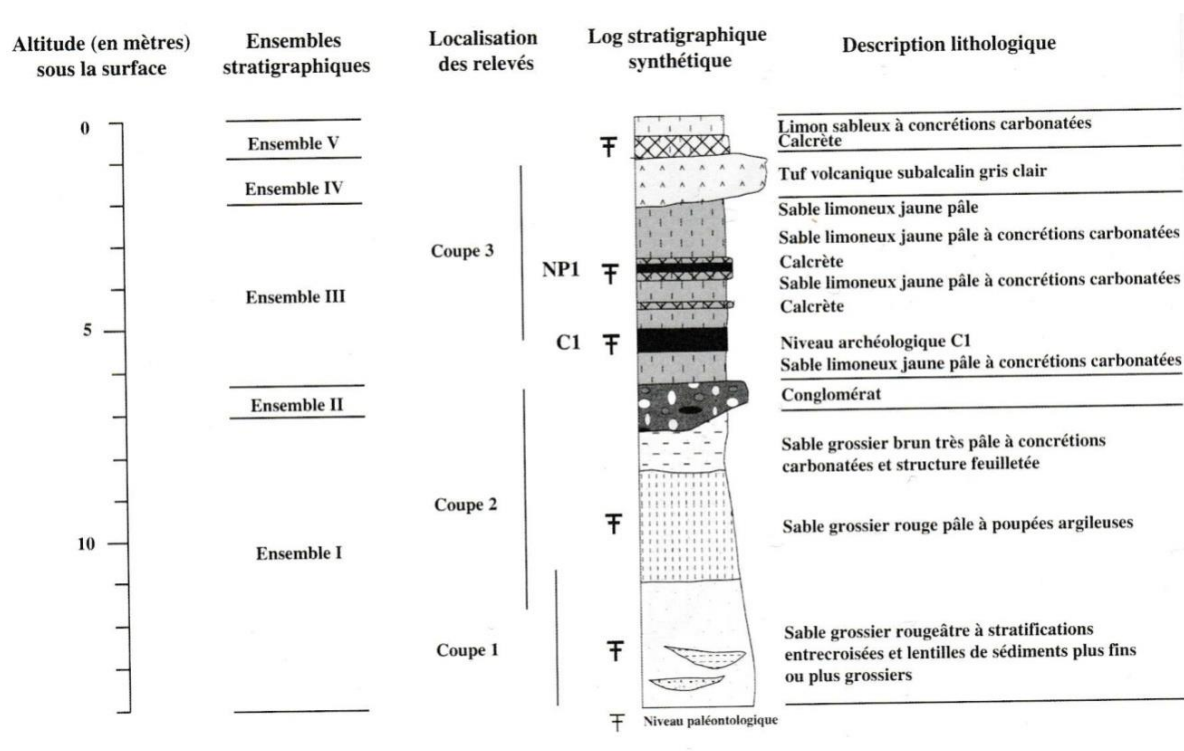 Altitude (en mètres)
sous la surface
Ensembles
stratigraphiques
Localisation
des relevés
Log stratigraphique
synthétique
Description lithologique
0
5
10
Ensemble V
Ensemble IV
Ensemble III
Ensemble II
Ensemble I
Coupe 3
Coupe 2
Coupe 1
NP1
C1
Limon sableux à concrétions carbonatées
Calcrète
Tuf volcanique subalcalin gris clair
Sable limoneux jaune pâle
Sable limoneux jaune pâle à concrétions carbonatées
Calcrète
Sable limoneux jaune pâle à concrétions carbonatées
Calcrète
Niveau archéologique C1
Sable limoneux jaune pâle à concrétions carbonatées
Conglomérat
Sable grossier brun très pâle à concrétions
carbonatées et structure feuilletée
Sable grossier rouge pâle à poupées argileuses
Sable grossier rougeâtre à stratifications
entrecroisées et lentilles de sédiments plus fins
ou plus grossiers
Niveau paléontologique